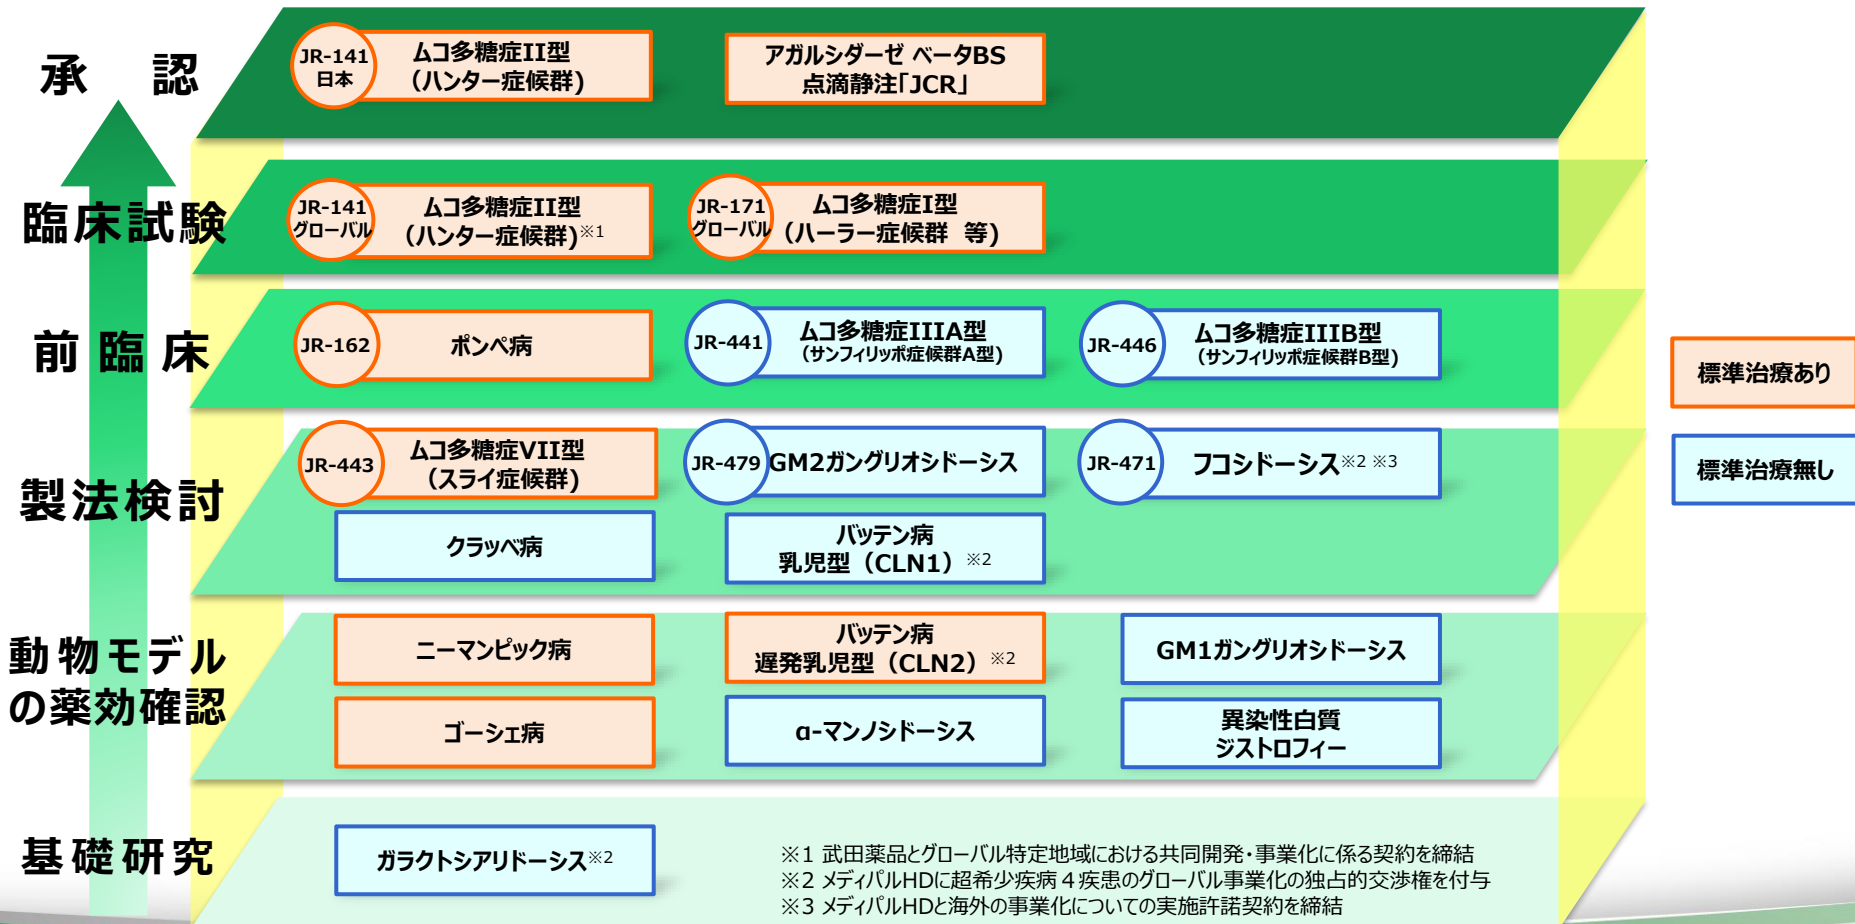 承 認
JR-141
日本
ムコ多糖症II型
(ハンター症候群)
アガルシダーゼ ベータBS
点滴静注「JCR」
臨床試験
JR-141
グローバル
ムコ多糖症II型
(ハンター症候群)※1
JR-171
グローバル
ムコ多糖症I型
(ハーラー症候群 等)
前臨床
JR-162
ポンペ病
JR-441
ムコ多糖症IIIA型
(サンフィリッポ症候群A型)
JR-446
ムコ多糖症IIIB型
(サンフィリッポ症候群B型)
標準治療あり
標準治療無し
製法検討
JR-443
ムコ多糖症VII型
(スライ症候群)
JR-479
GM2ガングリオシドーシス
JR-471
フコシドーシス※2 ※3
クラッベ病
バッテン病
乳児型（CLN1）※2
動物モデル
の薬効確認
ニーマンピック病
バッテン病
遅発乳児型（CLN2）※2
GM1ガングリオシドーシス
ゴーシェ病
α-マンノシドーシス
異染性白質
ジストロフィー
基礎研究
ガラクトシアリドーシス※2
※1 武田薬品とグローバル特定地域における共同開発・事業化に係る契約を締結
※2 メディパルHDに超希少疾病４疾患のグローバル事業化の独占的交渉権を付与
※3 メディパルHDと海外の事業化についての実施許諾契約を締結